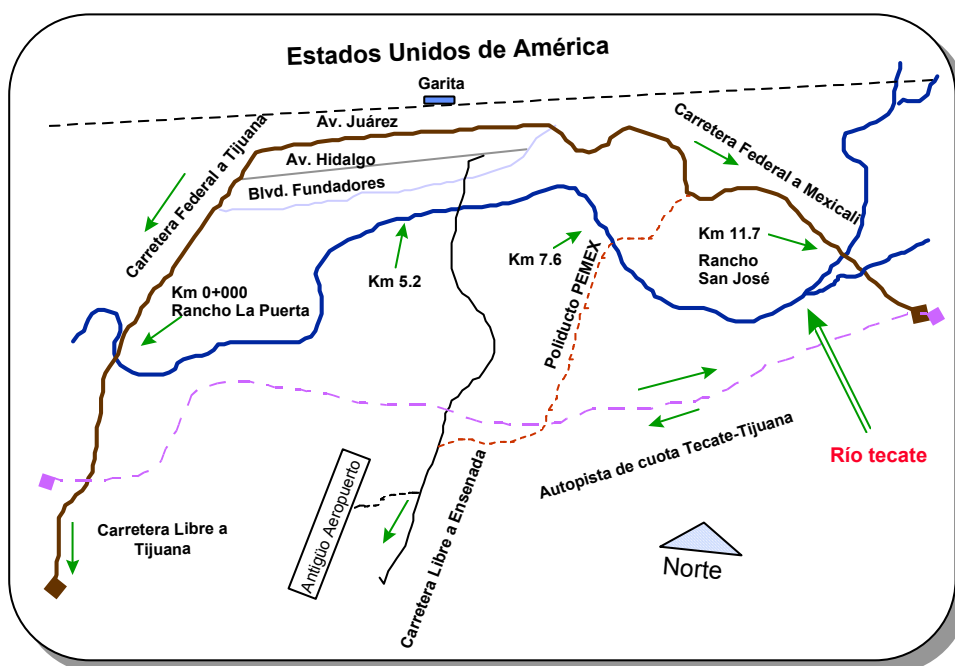 Estados Unidos de América
Garita
Av. Juárez
Carretera Federal a Tijuana
Av. Hidalgo
Blvd. Fundadores
Carretera Federal a Mexicali
Km 11.7
Rancho
San José
Km 7.6
Km 5.2
Km 0+000
Rancho La Puerta
Poliducto PEMEX
Río tecate
Autopista de cuota Tecate-Tijuana
Carretera Libre a
Tijuana
Antigüo Aeropuerto
Carretera Libre a Ensenada
Norte